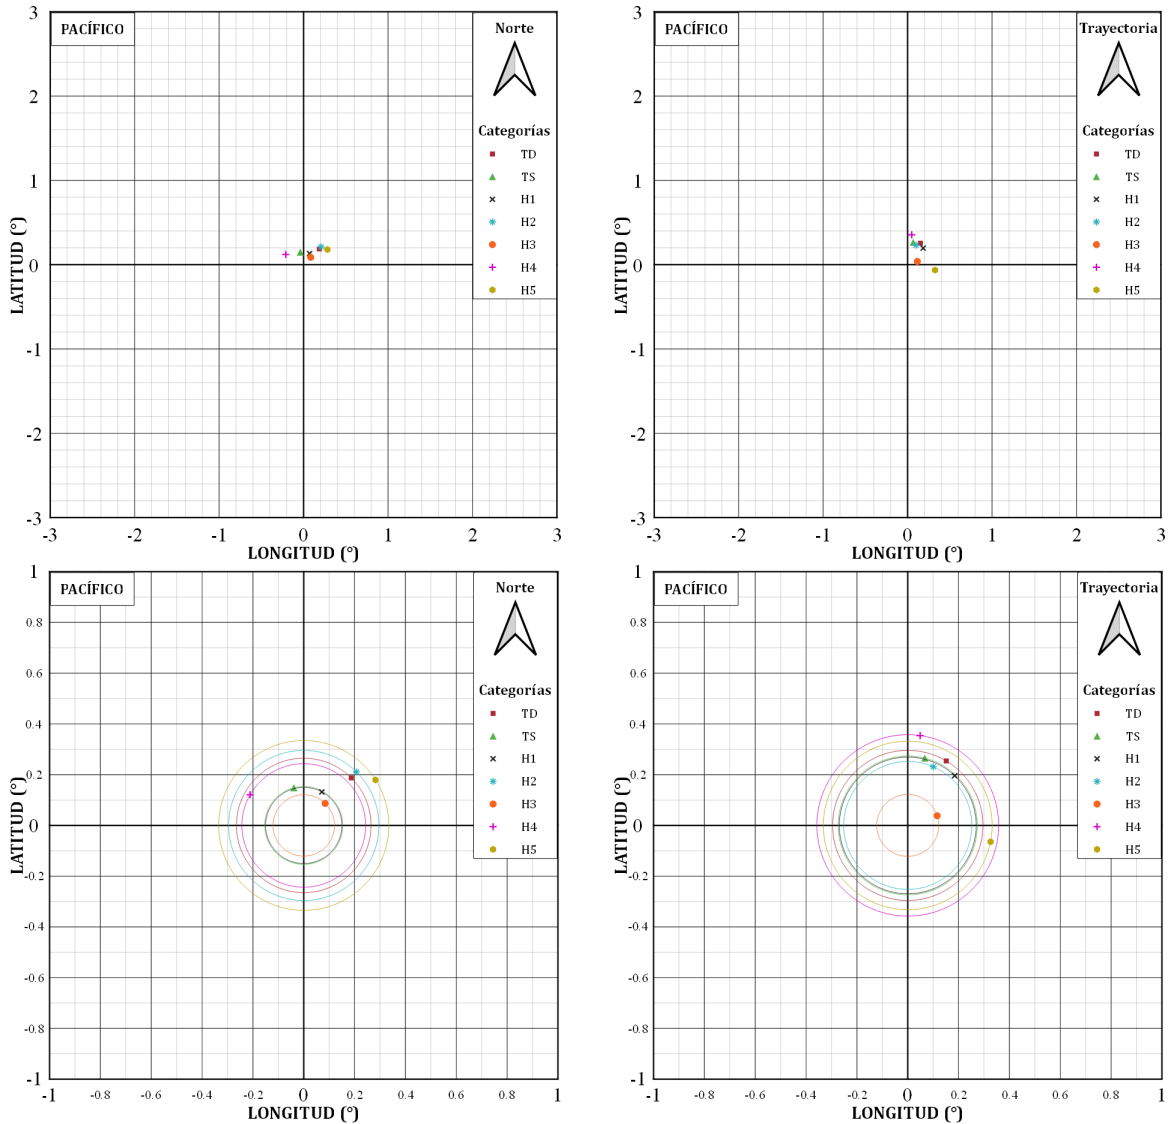 PACÍFICO
Norte
Categorías
TD
TS
H1
H2
H3
H4
H5
3
2
1
0
-1
-2
-3
LATITUD (°)
-3 -2 -1 0 1 2 3
LONGITUD (°)
PACÍFICO
Trayectoria
Categorías
TD
TS
H1
H2
H3
H4
H5
3
2
1
0
-1
-2
-3
LATITUD (°)
-3 -2 -1 0 1 2 3
LONGITUD (°)
PACÍFICO
Norte
Categorías
TD
TS
H1
H2
H3
H4
H5
1
0.8
0.6
0.4
0.2
0
-0.2
-0.4
-0.6
-0.8
-1
LATITUD (°)
-1 -0.8 -0.6 -0.4 -0.2 0 0.2 0.4 0.6 0.8 1
LONGITUD (°)
PACÍFICO
Trayectoria
Categorías
TD
TS
H1
H2
H3
H4
H5
1
0.8
0.6
0.4
0.2
0
-0.2
-0.4
-0.6
-0.8
-1
LATITUD (°)
-1 -0.8 -0.6 -0.4 -0.2 0 0.2 0.4 0.6 0.8 1
LONGITUD (°)